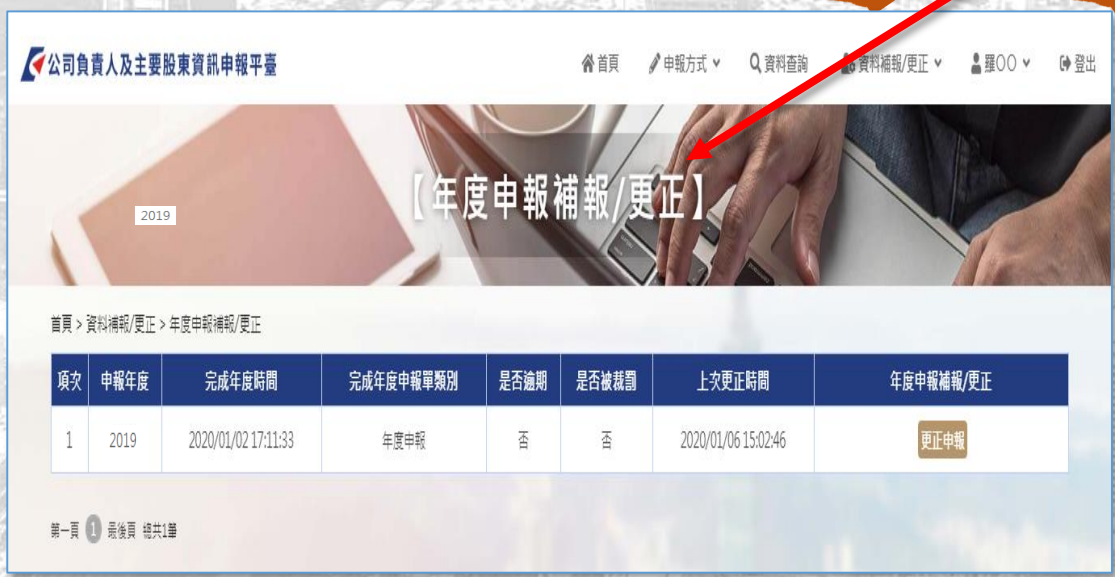 公司負責人及主要股東資訊申報平臺
首頁 申報方式 資料查詢 資料補報/更正 羅○○ 登出
【年度申報補報/更正】
2019
首頁 > 資料補報/更正 > 年度申報補報/更正
項次 申報年度 完成年度時間 完成年度申報單類別 是否逾期 是否被裁罰 上次更正時間 年度申報補報/更正
1 2019 2020/01/02 17:11:33 年度申報 否 否 2020/01/06 15:02:46 更正申報
第一頁 1 最後頁 總共1筆